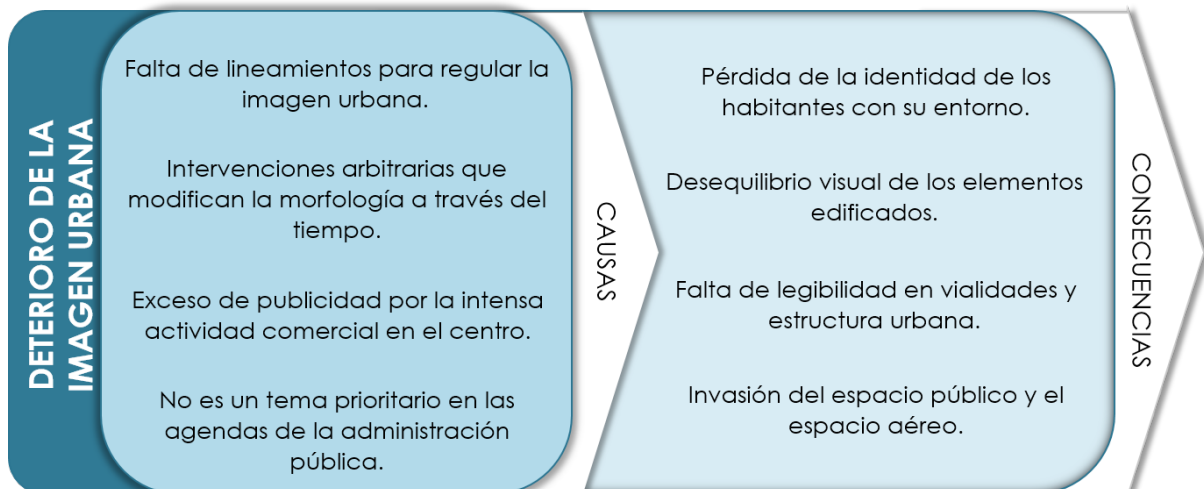 DETERIORO DE LA
IMAGEN URBANA
Falta de lineamientos para regular la
imagen urbana.
Intervenciones arbitrarias que
modifican la morfología a través del
tiempo.
Exceso de publicidad por la intensa
actividad comercial en el centro.
No es un tema prioritario en las
agendas de la administración
pública.
CAUSAS
Pérdida de la identidad de los
habitantes con su entorno.
Desequilibrio visual de los elementos
edificados.
Falta de legibilidad en vialidades y
estructura urbana.
Invasión del espacio público y el
espacio aéreo.
CONSECUENCIAS